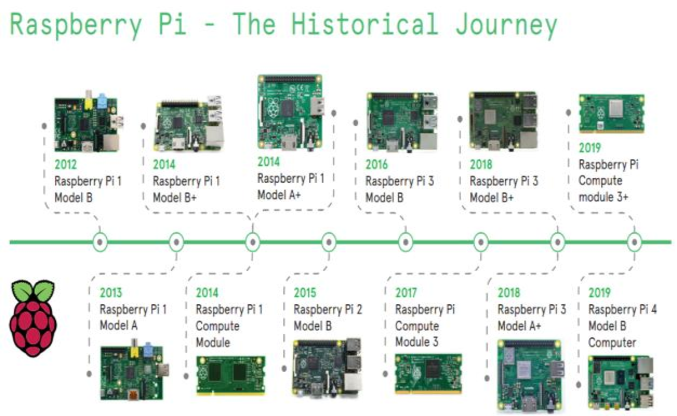 Raspberry Pi - The Historical Journey
2012
Raspberry Pi 1
Model B
2014
Raspberry Pi 1
Model B+
2014
Raspberry Pi 1
Model A+
2016
Raspberry Pi 3
Model B
2018
Raspberry Pi 3
Model B+
2019
Raspberry Pi
Compute
module 3+
2013
Raspberry Pi 1
Model A
2014
Raspberry Pi 1
Compute
Module
2015
Raspberry Pi 2
Model B
2017
Raspberry Pi
Compute
Module 3
2018
Raspberry Pi 3
Model A+
2019
Raspberry Pi 4
Model B
Computer